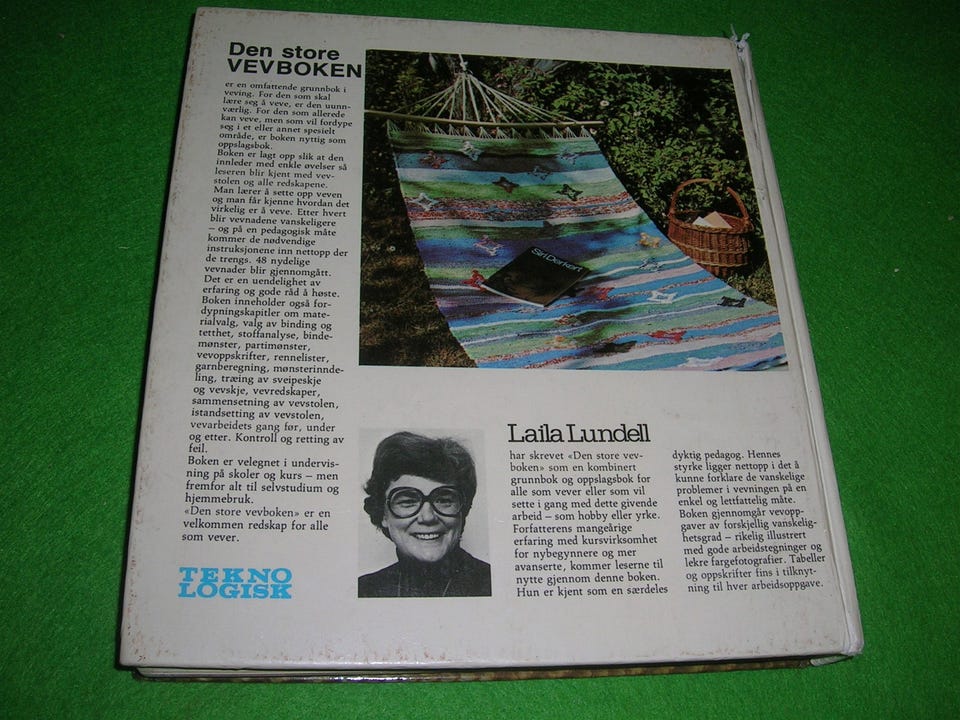 Den store
VEVBOKEN
er en omfattende grunnbok i
veving. For den som skal
lære seg å veve, er den uunn-
værlig. For den som allerede
kan veve, men som vil fordype
seg i et eller annet spesielt
område, er boken nyttig som
oppslagsbok.
Boken er lagt opp slik at den
innleder med enkle øvelser så
leseren blir kjent med vev-
stolen og alle redskapene.
Man lærer å sette opp veven
og man får kjenne hvordan det
virkelig er å veve. Etter hvert
blir vevnadene vanskeligere
– og på en pedagogisk måte
kommer de nødvendige
instruksjonene inn nettopp der
de trengs. 48 nydelige
vevnader blir gjennomgått.
Det er en uendelighet av
erfaring og gode råd å høste.
Boken inneholder også for-
dypningskapitler om mate-
rialvalg, valg av binding og
tetthet, stoffanalyse, binde-
mønster, partimønster,
vevoppskrifter, rennelister,
garnberegning, mønsterinnde-
ling, træing av sveipeskje
og vevskje, vevredskaper,
sammensetning av vevstolen,
istandsetting av vevstolen,
vevarbeidets gang før, under
og etter. Kontroll og retting av
feil.
Boken er velegnet i undervis-
ning på skoler og kurs – men
fremfor alt til selvstudium og
hjemmebruk.
«Den store vevboken» er en
velkommen redskap for alle
som vever.
TEKNO
LOGISK
Siri Derkert
Laila Lundell
har skrevet «Den store vev-
boken» som en kombinert
grunnbok og oppslagsbok for
alle som vever eller som vil
sette i gang med dette givende
arbeid – som hobby eller yrke.
Forfatterens mangeårige
erfaring med kursvirksomhet
for nybegynnere og mer
avanserte, kommer leserne til
nytte gjennom denne boken.
Hun er kjent som en særdeles
dyktig pedagog. Hennes
styrke ligger nettopp i det å
kunne forklare de vanskelige
problemer i vevningen på en
enkel og lettfattelig måte.
Boken gjennomgår vevopp-
gaver av forskjellig vanskelig-
hetsgrad – rikelig illustrert
med gode arbeidstegninger og
lekre fargefotografier. Tabeller
og oppskrifter fins i tilknyt-
ning til hver arbeidsoppgave.